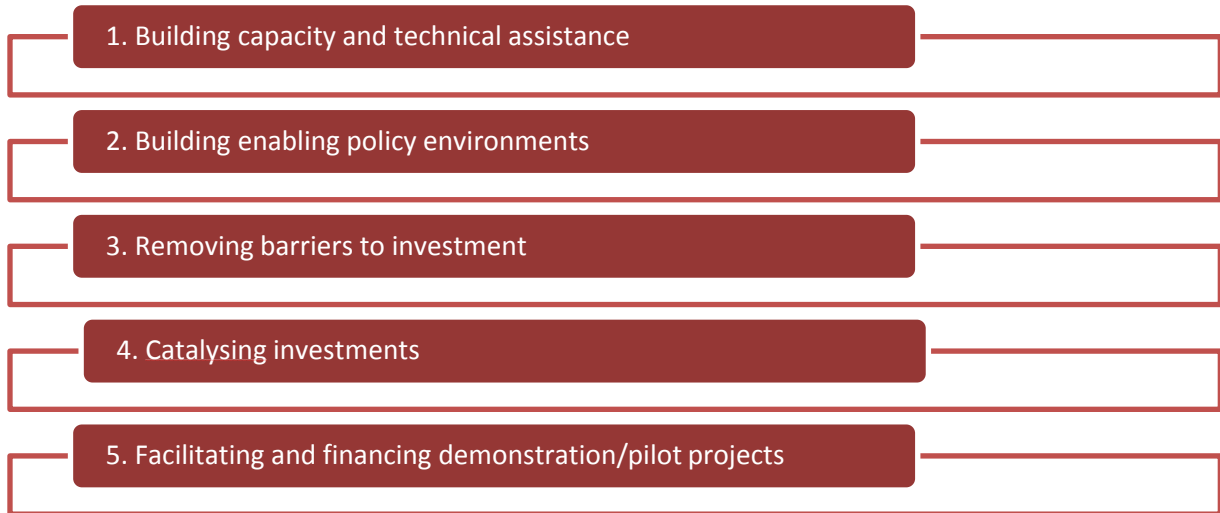 1. Building capacity and technical assistance
2. Building enabling policy environments
3. Removing barriers to investment
4. Catalysing investments
5. Facilitating and financing demonstration/pilot projects